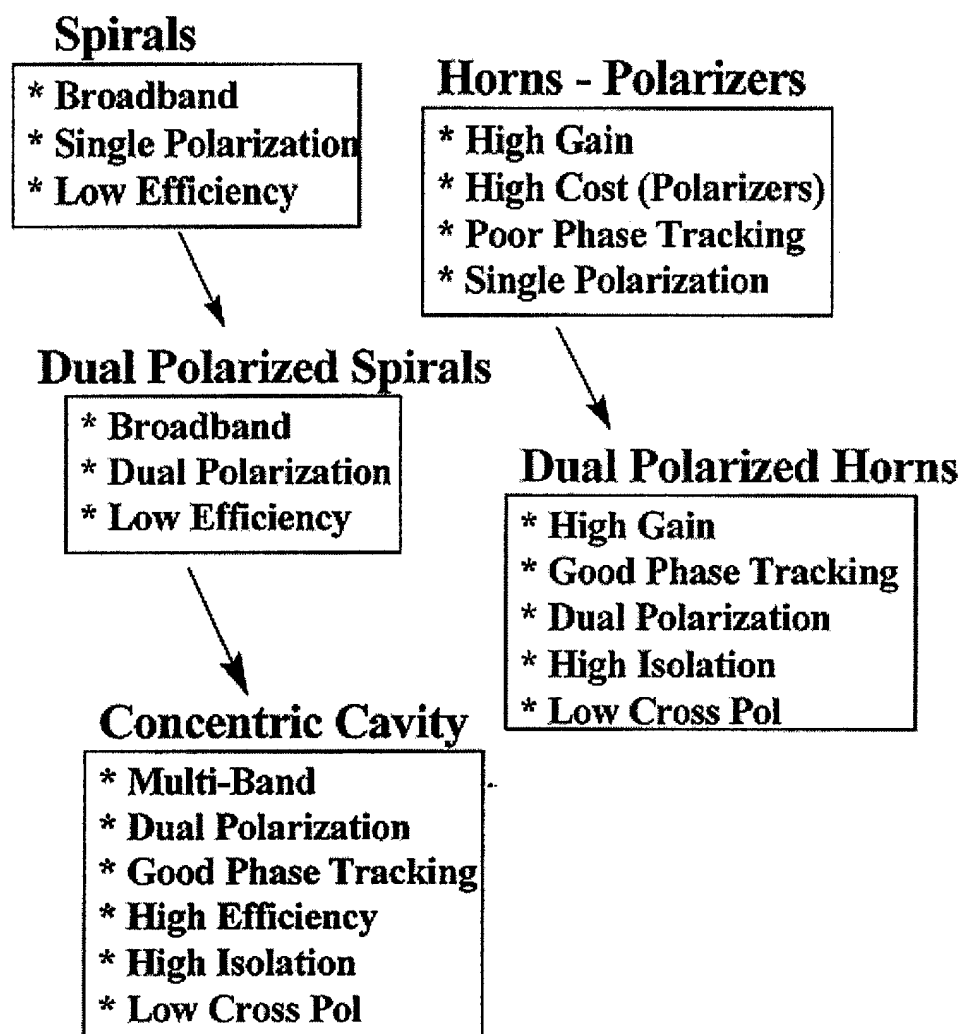 Spirals
* Broadband
* Single Polarization
* Low Efficiency
Horns - Polarizers
* High Gain
* High Cost (Polarizers)
* Poor Phase Tracking
* Single Polarization
Dual Polarized Spirals
* Broadband
* Dual Polarization
* Low Efficiency
Dual Polarized Horns
* High Gain
* Good Phase Tracking
* Dual Polarization
* High Isolation
* Low Cross Pol
Concentric Cavity
* Multi-Band
* Dual Polarization
* Good Phase Tracking
* High Efficiency
* High Isolation
* Low Cross Pol